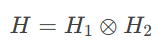 H = H₁ ⊗ H₂